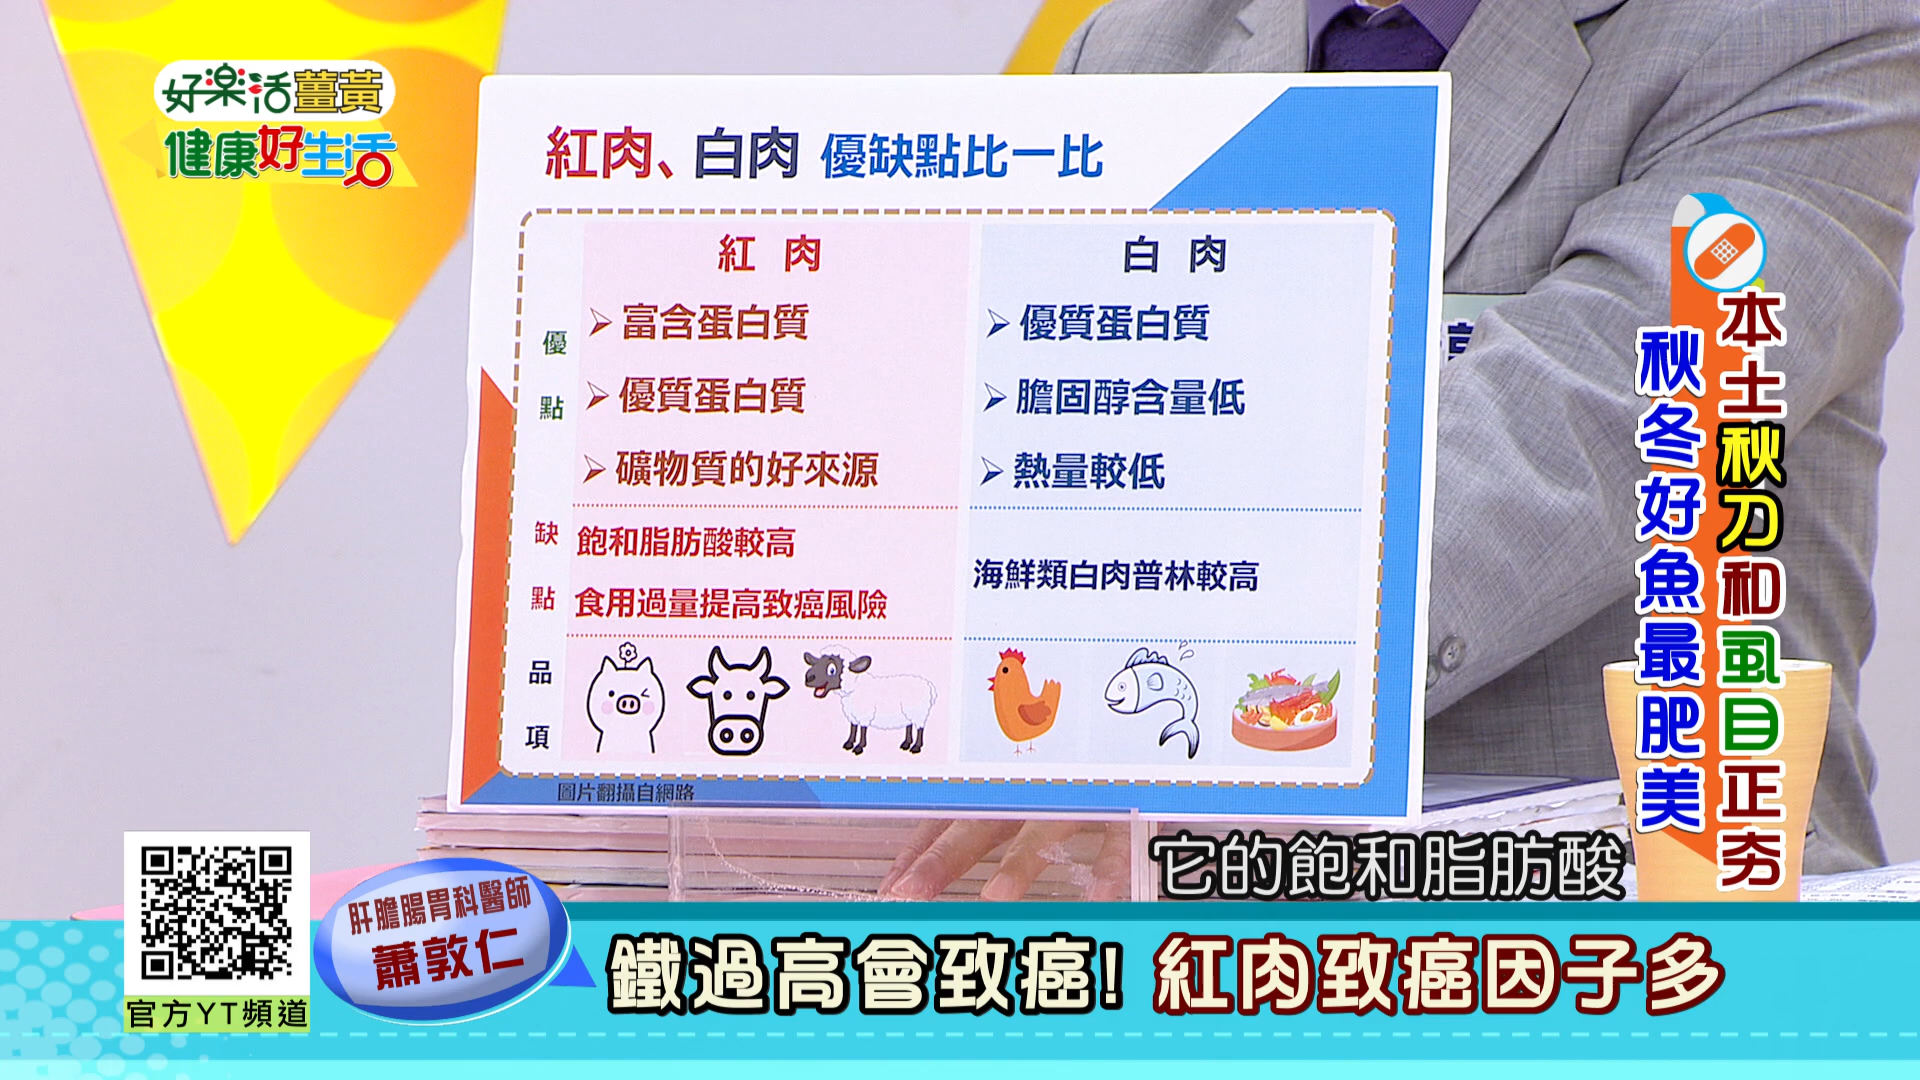 好樂活薑黃
健康好生活
紅肉、白肉 優缺點比一比
紅肉
白肉
優點
富含蛋白質
優質蛋白質
礦物質的好來源
優質蛋白質
膽固醇含量低
熱量較低
缺點
飽和脂肪酸較高
食用過量提高致癌風險
海鮮類白肉普林較高
品項
圖片翻攝自網路
本土秋刀和虱目正夯
秋冬好魚最肥美
它的飽和脂肪酸
肝膽腸胃科醫師
蕭敦仁
鐵過高會致癌! 紅肉致癌因子多
官方YT頻道